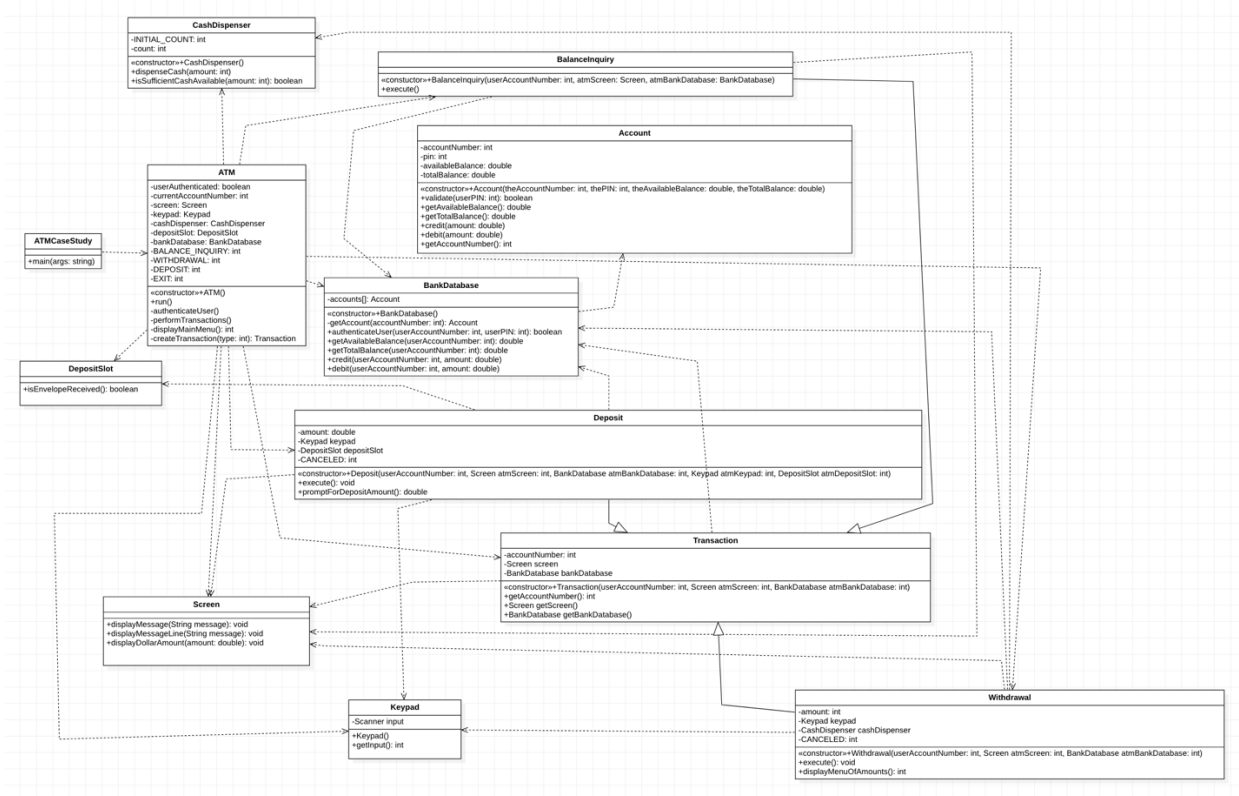 CashDispenser
-INITIAL_COUNT: int
-count: int
«constructor»+CashDispenser()
+dispenseCash(amount: int)
+isSufficientCashAvailable(amount: int): boolean
BalanceInquiry
«constuctor»+BalanceInquiry(userAccountNumber: int, atmScreen: Screen, atmBankDatabase: BankDatabase)
+execute()
Account
-accountNumber: int
-pin: int
-availableBalance: double
-totalBalance: double
«constructor»+Account(theAccountNumber: int, thePIN: int, theAvailableBalance: double, theTotalBalance: double)
+validate(userPIN: int): boolean
+getAvailableBalance(): double
+getTotalBalance(): double
+credit(amount: double)
+debit(amount: double)
+getAccountNumber(): int
ATM
-userAuthenticated: boolean
-currentAccountNumber: int
-screen: Screen
-keypad: Keypad
-cashDispenser: CashDispenser
-depositSlot: DepositSlot
-bankDatabase: BankDatabase
-BALANCE_INQUIRY: int
-WITHDRAWAL: int
-DEPOSIT: int
-EXIT: int
«constructor»+ATM()
+run()
-authenticateUser()
-performTransactions()
-displayMainMenu(): int
-createTransaction(type: int): Transaction
ATMCaseStudy
+main(args: string)
BankDatabase
-accounts[]: Account
«constructor»+BankDatabase()
-getAccount(accountNumber: int): Account
+authenticateUser(userAccountNumber: int, userPIN: int): boolean
+getAvailableBalance(userAccountNumber: int): double
+getTotalBalance(userAccountNumber: int): double
+credit(userAccountNumber: int, amount: double)
+debit(userAccountNumber: int, amount: double)
DepositSlot
+isEnvelopeReceived(): boolean
Deposit
-amount: double
-Keypad keypad
-DepositSlot depositSlot
-CANCELED: int
«constructor»+Deposit(userAccountNumber: int, Screen atmScreen: int, BankDatabase atmBankDatabase: int, Keypad atmKeypad: int, DepositSlot atmDepositSlot: int)
+execute(): void
+promptForDepositAmount(): double
Transaction
-accountNumber: int
-Screen screen
-BankDatabase bankDatabase
«constructor»+Transaction(userAccountNumber: int, Screen atmScreen: int, BankDatabase atmBankDatabase: int)
+getAccountNumber(): int
+Screen getScreen()
+BankDatabase getBankDatabase()
Screen
+displayMessage(String message): void
+displayMessageLine(String message): void
+displayDollarAmount(amount: double): void
Keypad
-Scanner input
+Keypad()
+getInput(): int
Withdrawal
-amount: int
-Keypad keypad
-CashDispenser cashDispenser
-CANCELED: int
«constructor»+Withdrawal(userAccountNumber: int, Screen atmScreen: int, BankDatabase atmBankDatabase: int)
+execute(): void
+displayMenuOfAmounts(): int